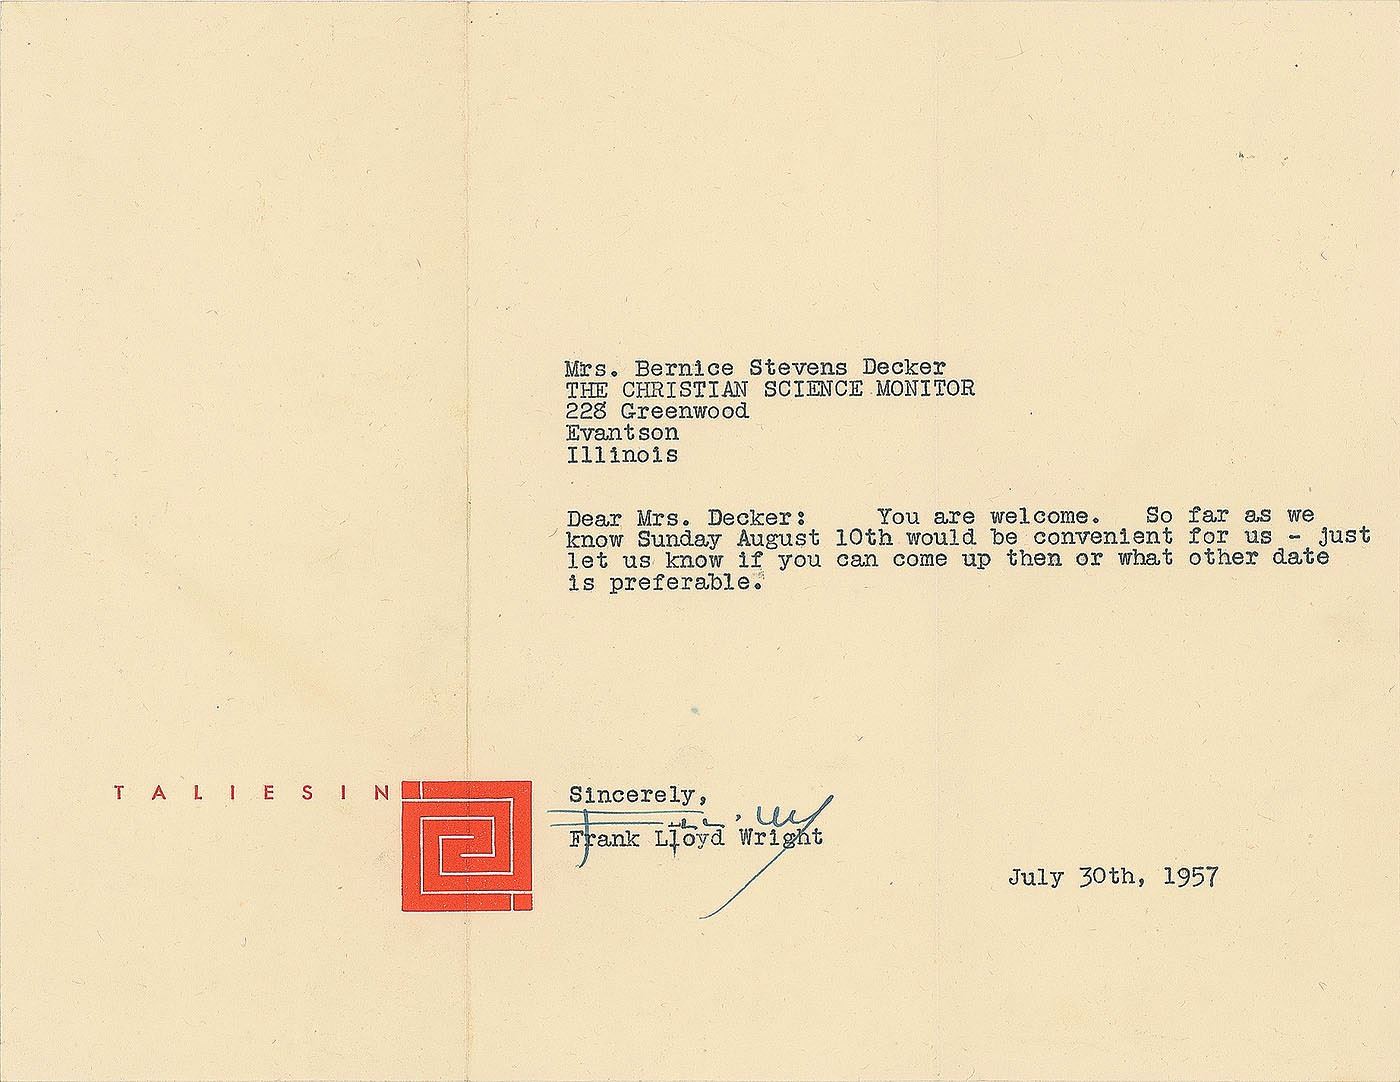 Mrs. Bernice Stevens Decker
THE CHRISTIAN SCIENCE MONITOR
228 Greenwood
Evantson
Illinois
Dear Mrs. Decker:     You are welcome.   So far as we
know Sunday August 10th would be convenient for us - just
let us know if you can come up then or what other date
is preferable.
TALIESIN
Sincerely,
Frank Lloyd Wright
July 30th, 1957